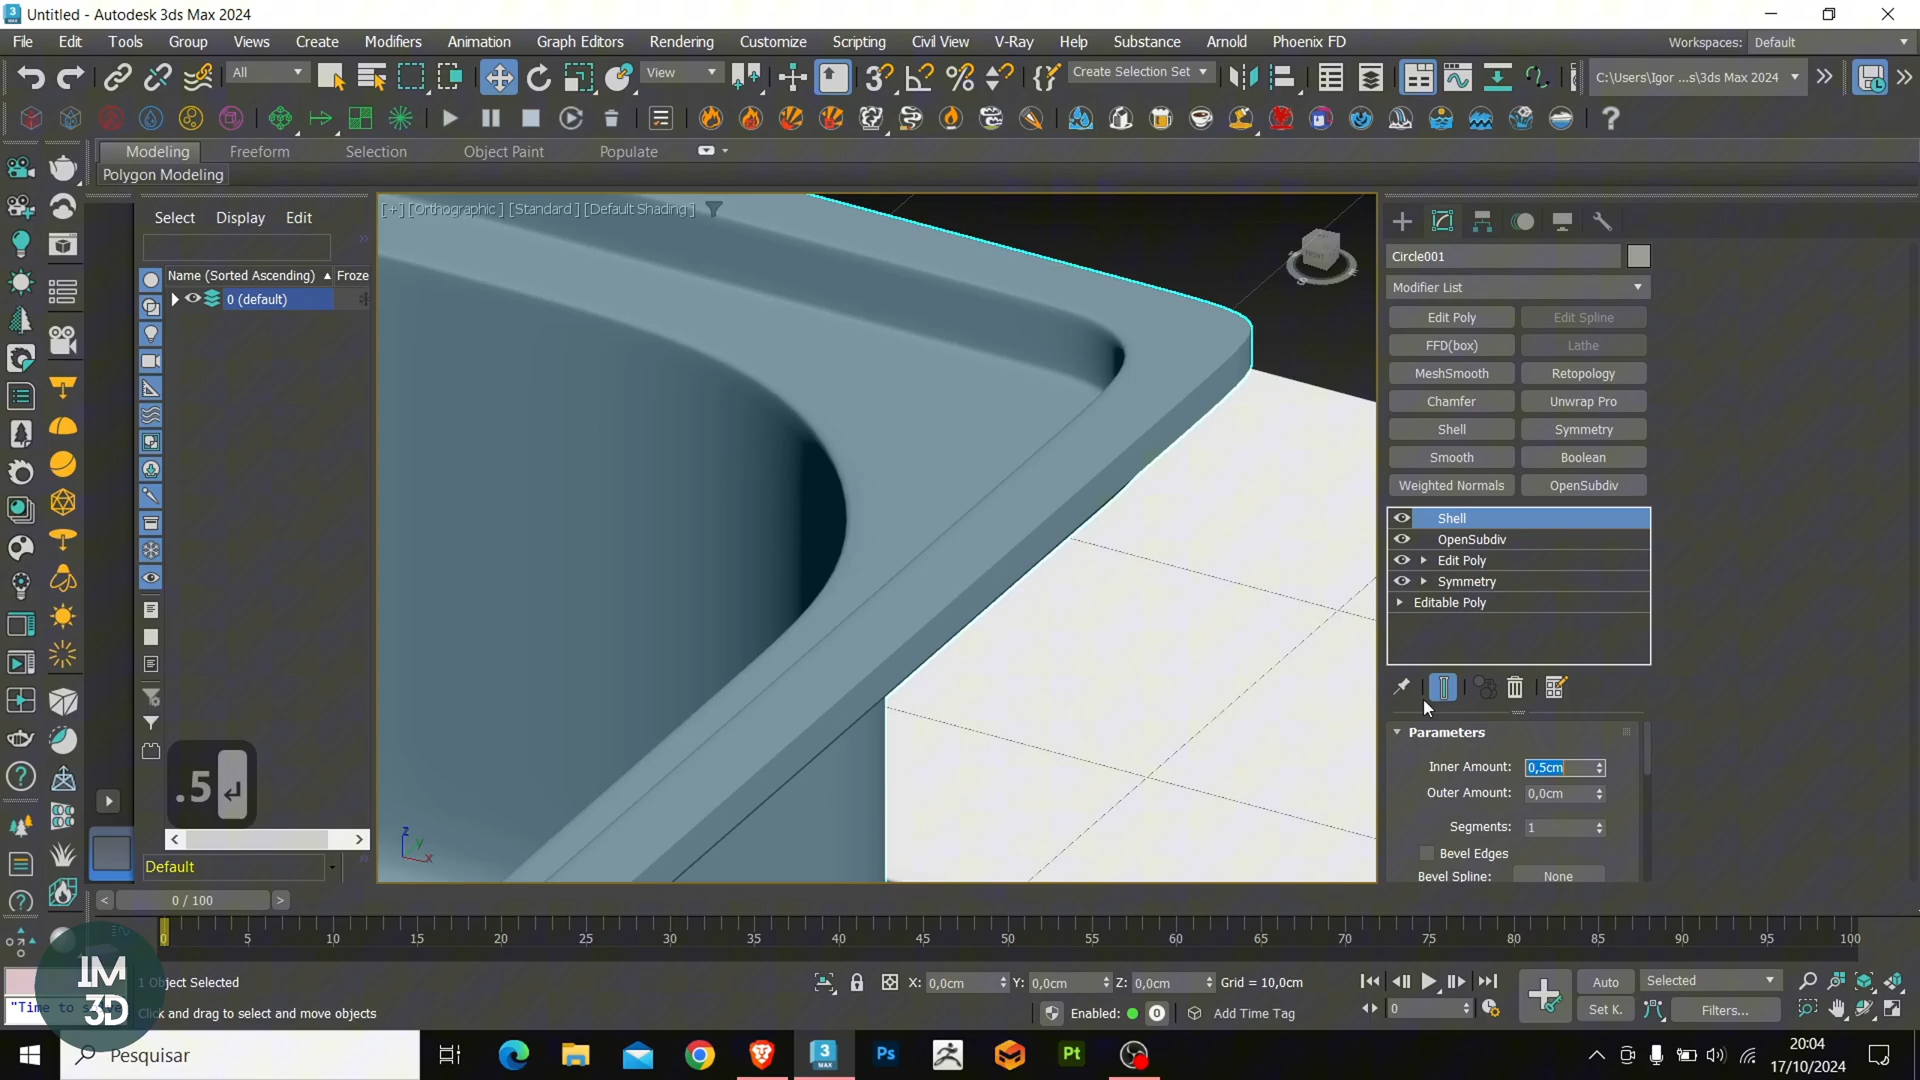 Untitled - Autodesk 3ds Max 2024
File Edit Tools Group Views Create Modifiers Animation Graph Editors Rendering Customize Scripting Civil View V-Ray Help Substance Arnold Phoenix FD Workspaces: Default
All View Create Selection Set C:\Users\Igor ...s\3ds Max 2024
Modeling Freeform Selection Object Paint Populate
Polygon Modeling
Select Display Edit
[ + ] [Orthographic ] [Standard ] [Default Shading ]
Name (Sorted Ascending) Froze
0 (default)
FRONT
Circle001
Modifier List
Edit Poly Edit Spline
FFD(box) Lathe
MeshSmooth Retopology
Chamfer Unwrap Pro
Shell Symmetry
Smooth Boolean
Weighted Normals OpenSubdiv
Shell
OpenSubdiv
Edit Poly
Symmetry
Editable Poly
Parameters
Inner Amount: 0,5cm
Outer Amount: 0,0cm
Segments: 1
Bevel Edges
Bevel Spline: None
.5
z y x
Default
0 / 100
0 5 10 15 20 25 30 35 40 45 50 55 60 65 70 75 80 85 90 95 100
1 Object Selected X: 0,0cm Y: 0,0cm Z: 0,0cm Grid = 10,0cm Auto Selected
"Time to Click and drag to select and move objects Enabled: 0 Add Time Tag 0 Set K. Filters...
IM
3D
Pesquisar
3 MAX Ps Pt
20:04
17/10/2024